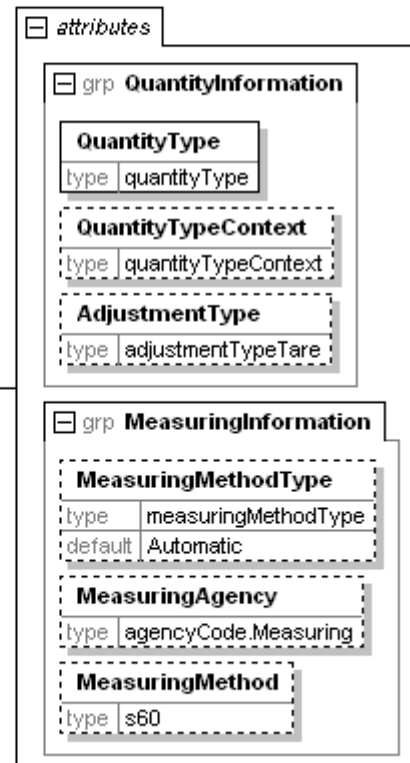 attributes
grp QuantityInformation
QuantityType
type quantityType
QuantityTypeContext
type quantityTypeContext
AdjustmentType
type adjustmentTypeTare
grp MeasuringInformation
MeasuringMethodType
type measuringMethodType
default Automatic
MeasuringAgency
type agencyCode.Measuring
MeasuringMethod
type s60